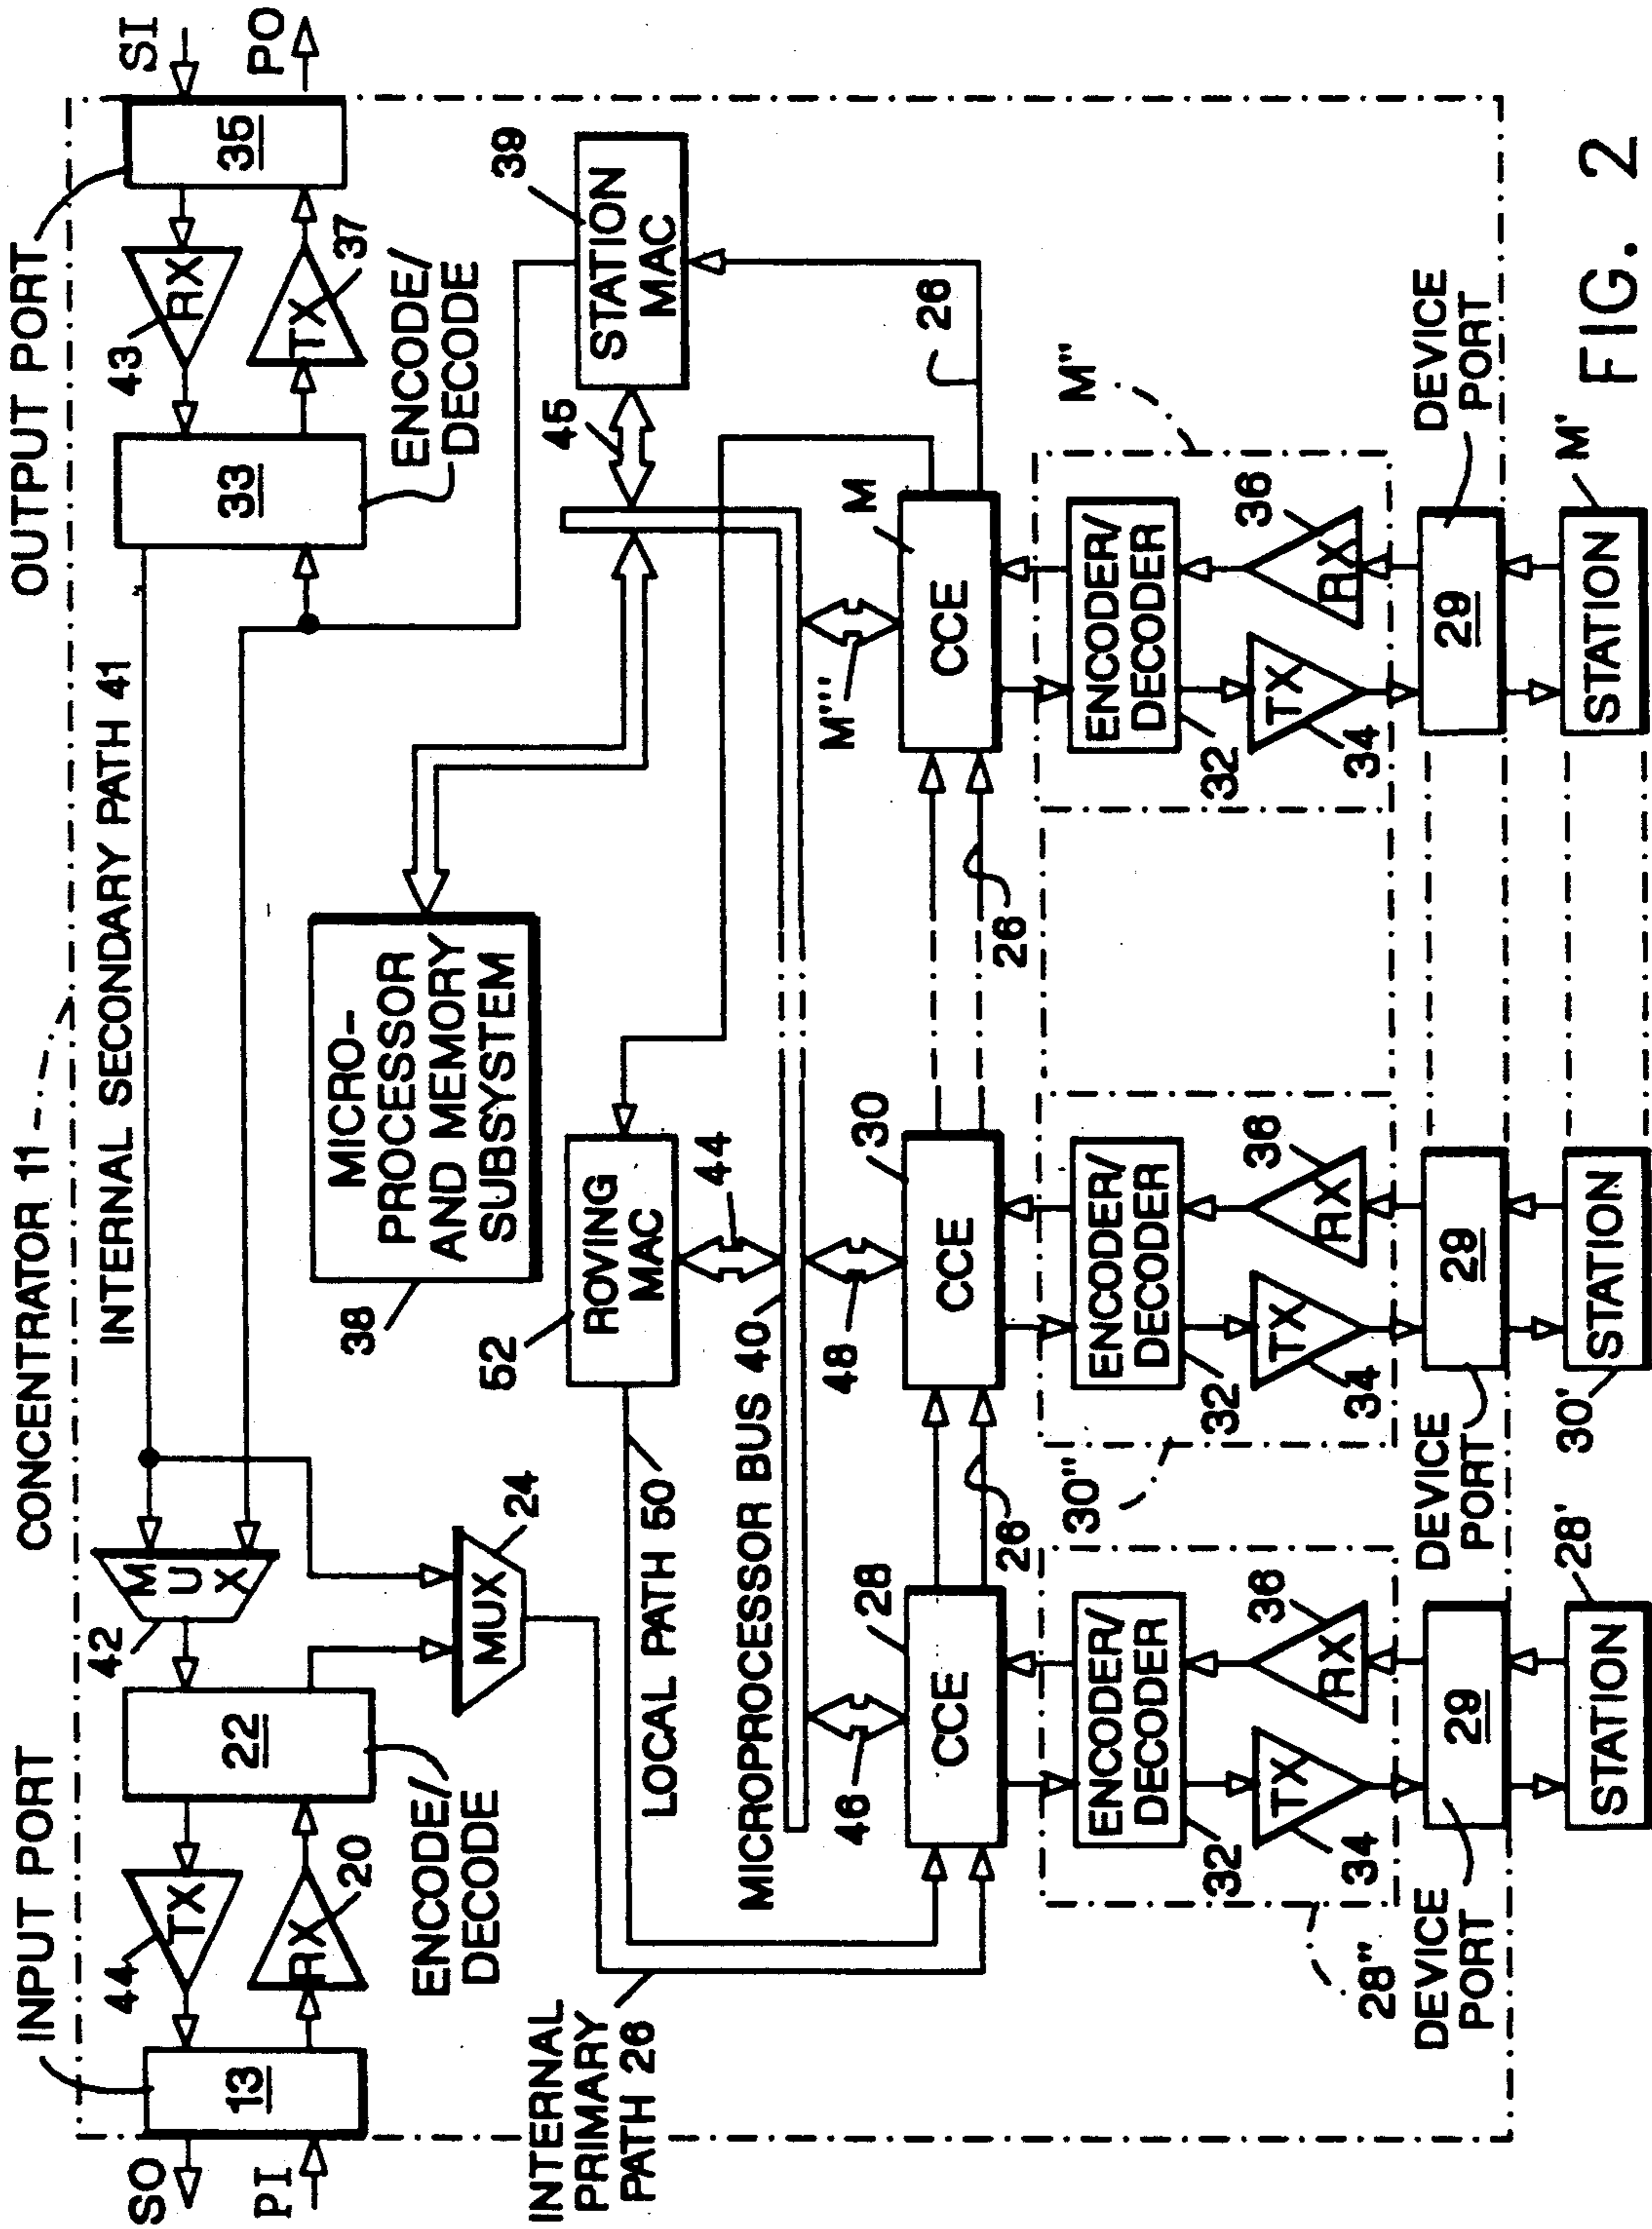 INPUT PORT
CONCENTRATOR 11
OUTPUT PORT
SO
PI
13
44
TX
RX
20
22
ENCODE/
DECODE
42
MUX
INTERNAL SECONDARY PATH 41
33
ENCODE/
DECODE
43
RX
TX
37
35
SI
PO
MUX
24
38
MICRO-
PROCESSOR
AND MEMORY
SUBSYSTEM
INTERNAL
PRIMARY
PATH 26
LOCAL PATH 50
52
ROVING
MAC
44
45
STATION
MAC
39
MICROPROCESSOR BUS 40
46
28
CCE
26
48
30
CCE
26
M'''
M
CCE
26
28''
ENCODER/
DECODER
32
TX
34
RX
36
30''
ENCODER/
DECODER
32
TX
34
RX
36
M''
ENCODER/
DECODER
32
TX
34
RX
36
DEVICE
PORT
29
DEVICE
PORT
29
29
DEVICE
PORT
STATION
28'
STATION
30'
STATION
M'
FIG. 2